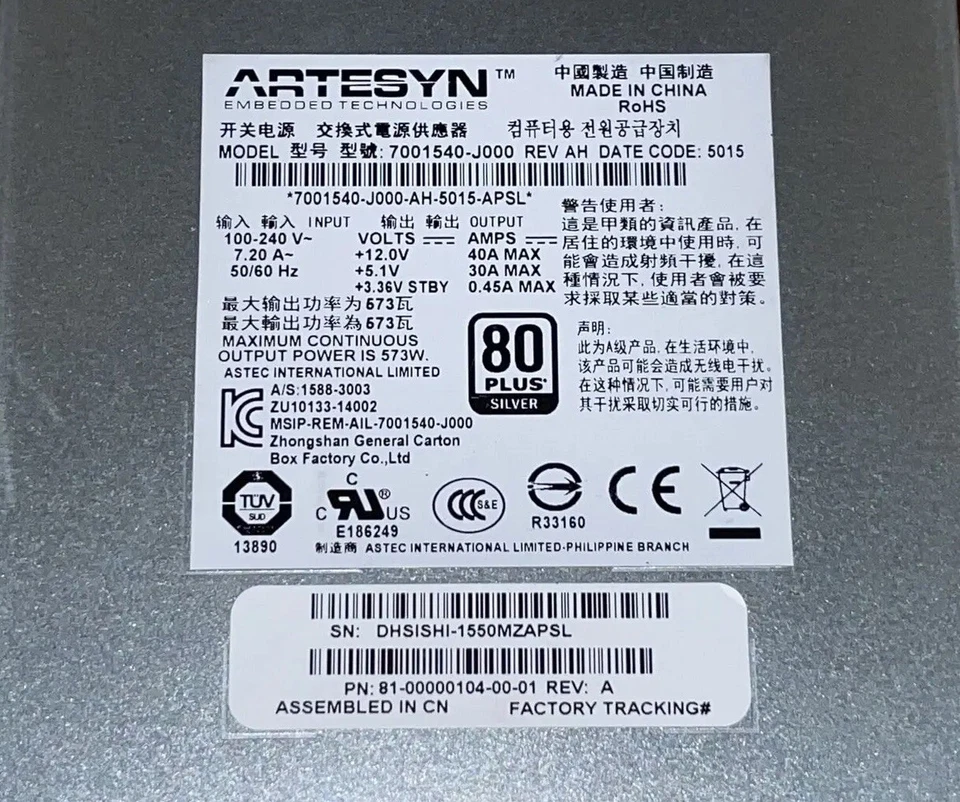 ARTESYN™
EMBEDDED TECHNOLOGIES
中國製造 中国制造
MADE IN CHINA
RoHS
开关电源 交換式電源供應器 컴퓨터용 전원공급장치
MODEL 型号 型號: 7001540-J000 REV AH DATE CODE: 5015
*7001540-J000-AH-5015-APSL*
输入 輸入 INPUT
100-240 V~
7.20 A~
50/60 Hz
输出 輸出 OUTPUT
VOLTS AMPS
+12.0V 40A MAX
+5.1V 30A MAX
+3.36V STBY 0.45A MAX
警告使用者:
這是甲類的資訊產品, 在
居住的環境中使用時, 可
能會造成射頻干擾, 在這
種情況下, 使用者會被要
求採取某些適當的對策。
最大输出功率为 573瓦
最大輸出功率為 573瓦
MAXIMUM CONTINUOUS
OUTPUT POWER IS 573W.
ASTEC INTERNATIONAL LIMITED
A/S:1588-3003
ZU10133-14002
MSIP-REM-AIL-7001540-J000
Zhongshan General Carton
Box Factory Co.,Ltd
80
PLUS®
SILVER
声明:
此为A级产品, 在生活环境中,
该产品可能会造成无线电干扰。
在这种情况下, 可能需要用户对
其干扰采取切实可行的措施。
TÜV
SUD
13890
C
C RU® US
E186249
CCC S&E
R33160
CE
制造商 ASTEC INTERNATIONAL LIMITED-PHILIPPINE BRANCH
SN: DHSISHI-1550MZAPSL
PN: 81-00000104-00-01 REV: A
ASSEMBLED IN CN FACTORY TRACKING#